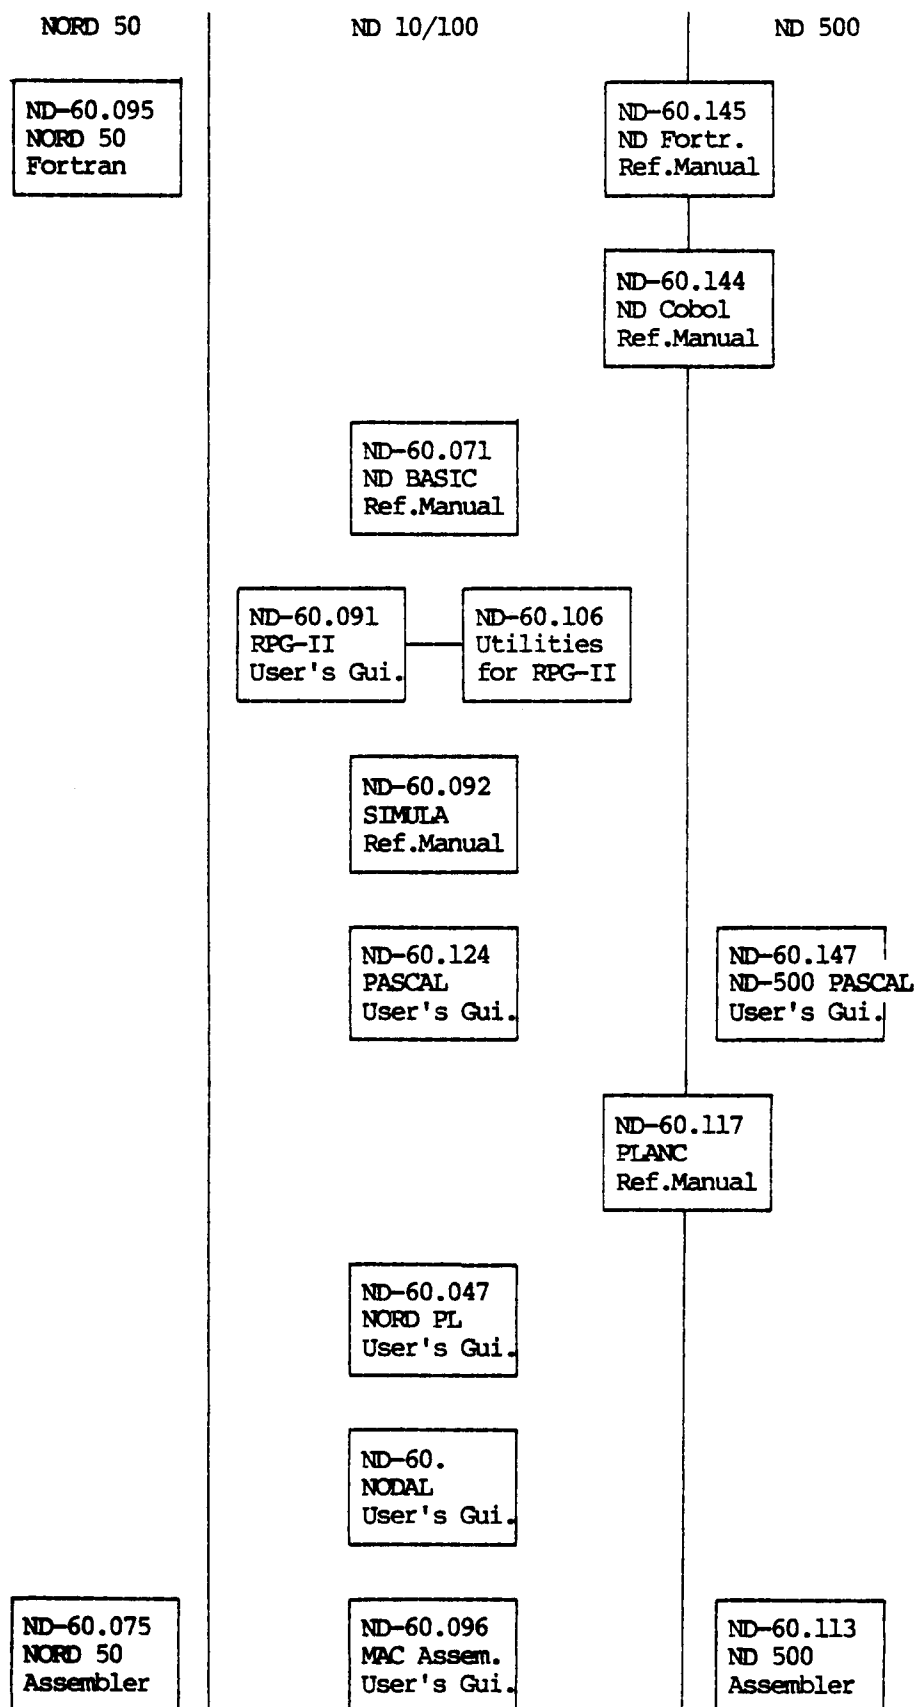 NORD 50
ND 10/100
ND 500
ND-60.095
NORD 50
Fortran
ND-60.145
ND Fortr.
Ref.Manual
ND-60.144
ND Cobol
Ref.Manual
ND-60.071
ND BASIC
Ref.Manual
ND-60.091
RPG-II
User's Gui.
ND-60.106
Utilities
for RPG-II
ND-60.092
SIMULA
Ref.Manual
ND-60.124
PASCAL
User's Gui.
ND-60.147
ND-500 PASCAL
User's Gui.
ND-60.117
PLANC
Ref.Manual
ND-60.047
NORD PL
User's Gui.
ND-60.
NODAL
User's Gui.
ND-60.075
NORD 50
Assembler
ND-60.096
MAC Assem.
User's Gui.
ND-60.113
ND 500
Assembler